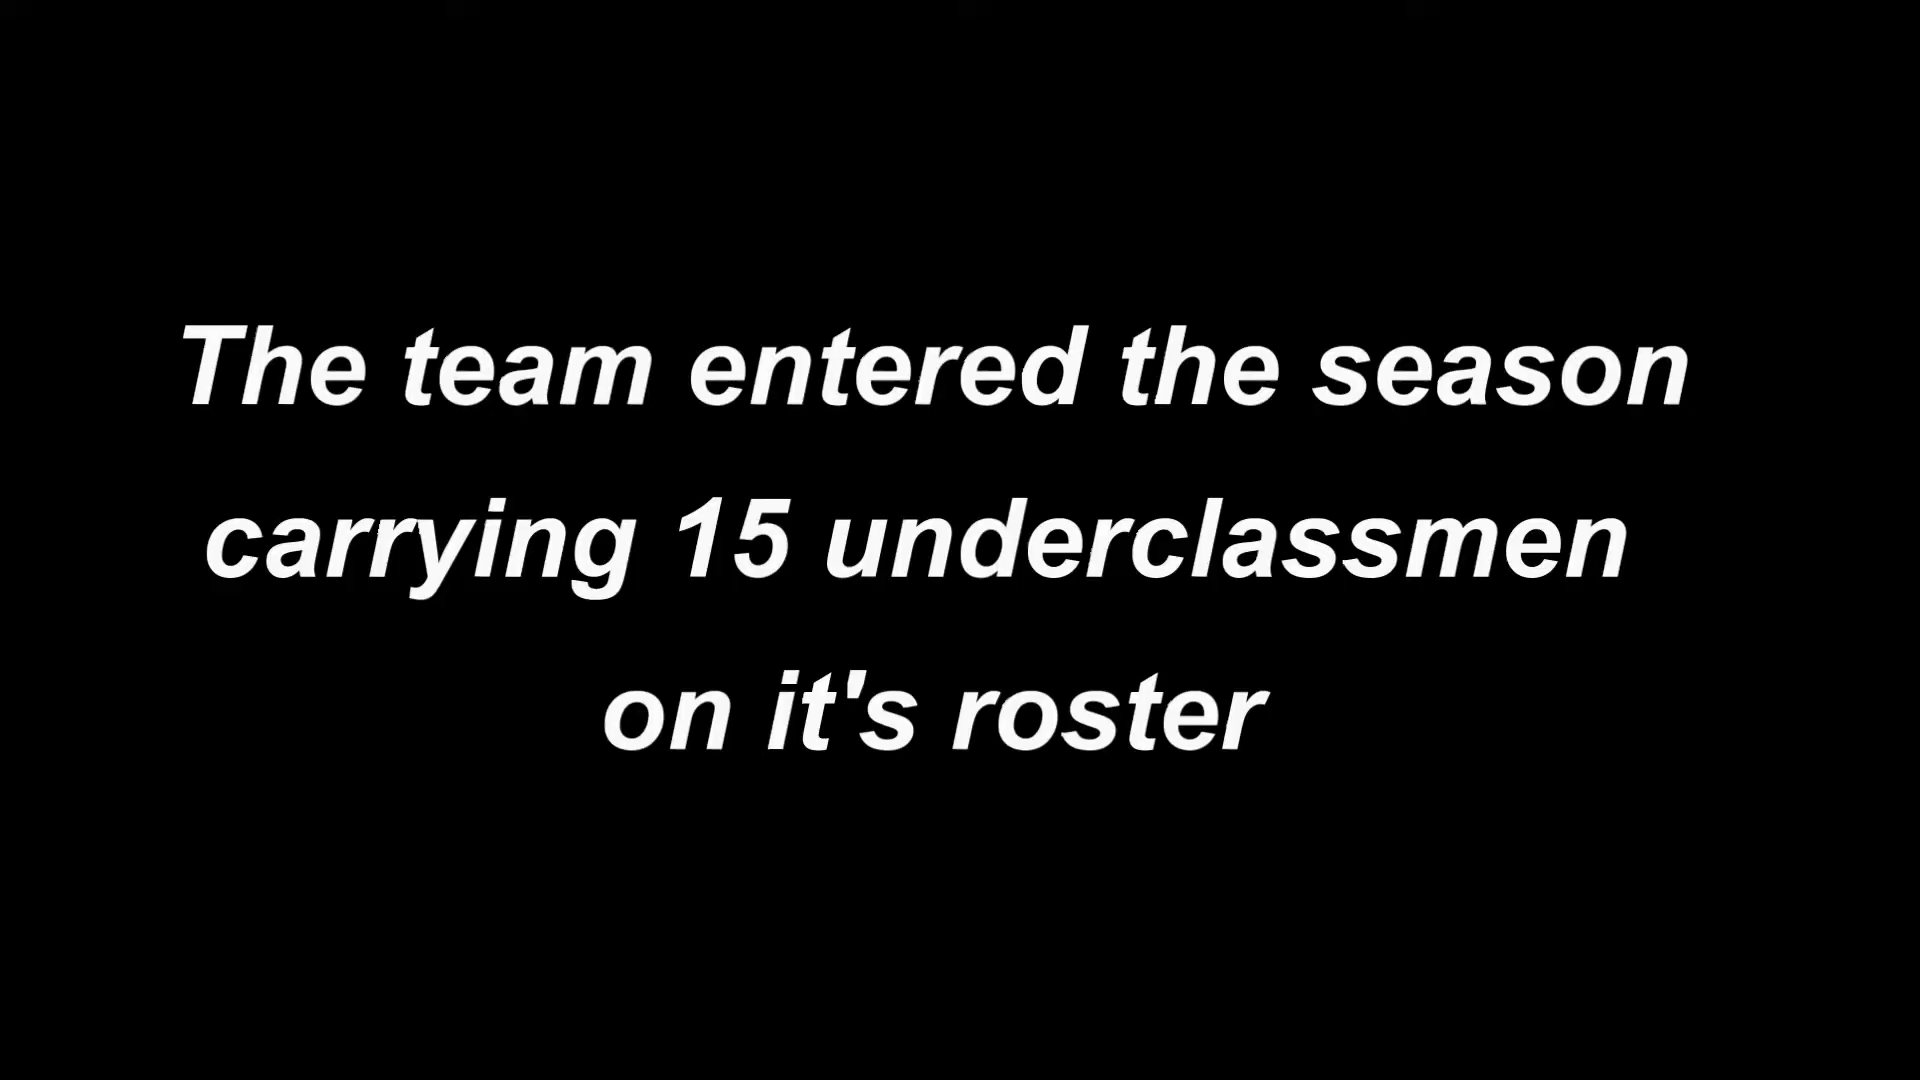 The team entered the season
carrying 15 underclassmen
on it's roster